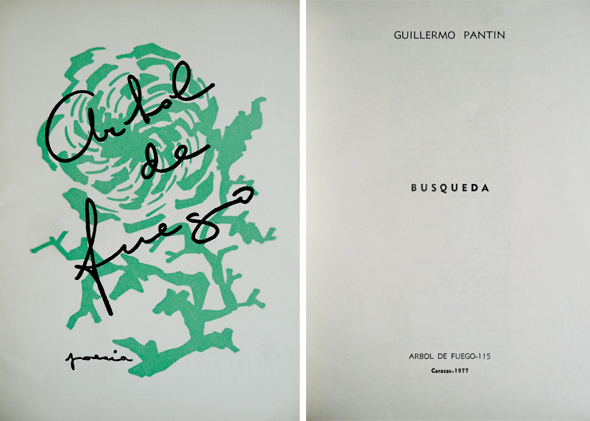 Arbol
de
fuego
poesia
GUILLERMO PANTIN
BUSQUEDA
ARBOL DE FUEGO-115
Caracas-1977